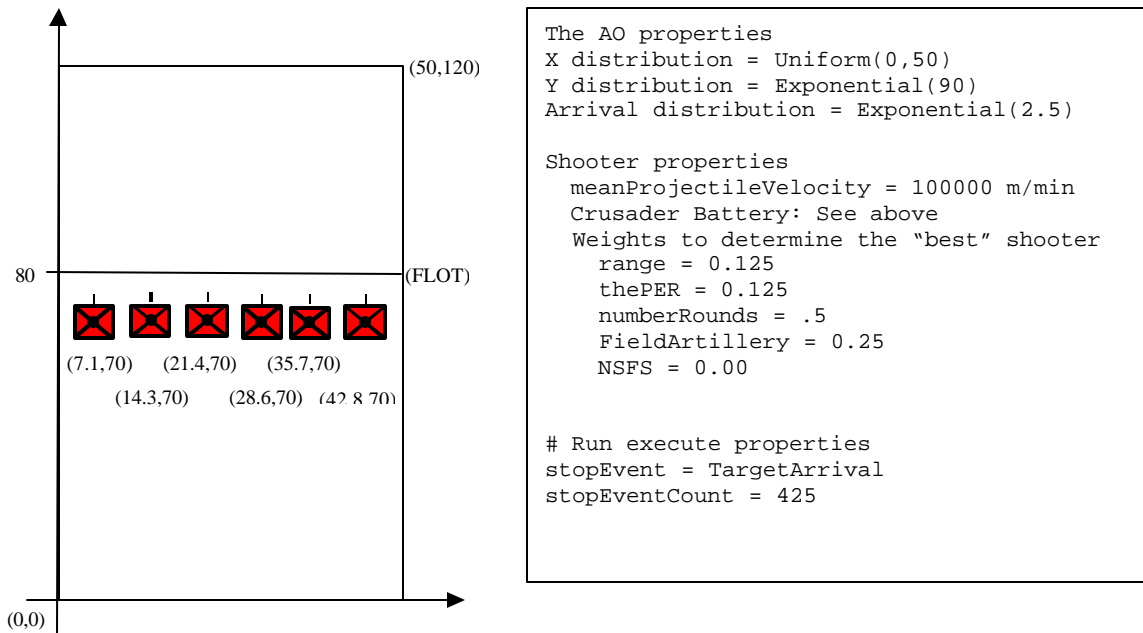 (50,120)
80
(FLOT)
(7.1,70) (21.4,70) (35.7,70)
(14.3,70) (28.6,70) (42.8,70)
(0,0)
The AO properties
X distribution = Uniform(0,50)
Y distribution = Exponential(90)
Arrival distribution = Exponential(2.5)
Shooter properties
meanProjectileVelocity = 100000 m/min
Crusader Battery: See above
Weights to determine the “best” shooter
range = 0.125
thePER = 0.125
numberRounds = .5
FieldArtillery = 0.25
NSFS = 0.00
# Run execute properties
stopEvent = TargetArrival
stopEventCount = 425